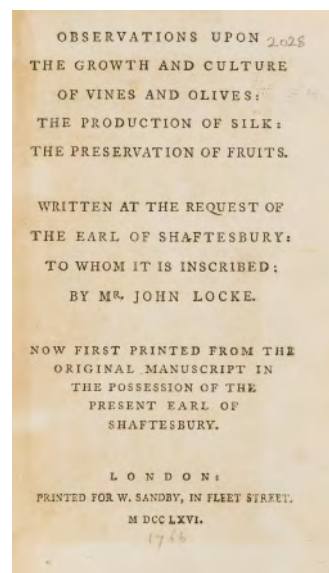 OBSERVATIONS UPON 2028
THE GROWTH AND CULTURE
OF VINES AND OLIVES:
THE PRODUCTION OF SILK:
THE PRESERVATION OF FRUITS.
WRITTEN AT THE REQUEST OF
THE EARL OF SHAFTESBURY:
TO WHOM IT IS INSCRIBED:
BY MR. JOHN LOCKE.
NOW FIRST PRINTED FROM THE
ORIGINAL MANUSCRIPT IN
THE POSSESSION OF THE
PRESENT EARL OF
SHAFTESBURY.
LONDON:
PRINTED FOR W. SANDBY, IN FLEET STREET.
M DCC LXVI.
1766